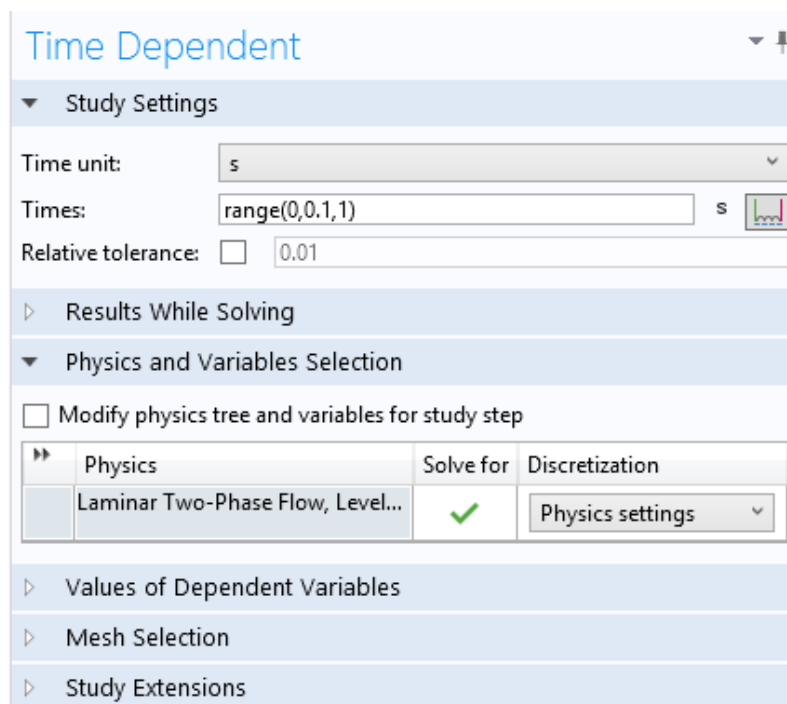 Time Dependent
Study Settings
Time unit: s
Times: range(0,0.1,1) s
Relative tolerance: 0.01
Results While Solving
Physics and Variables Selection
Modify physics tree and variables for study step
Physics Solve for Discretization
Laminar Two-Phase Flow, Level... Physics settings
Values of Dependent Variables
Mesh Selection
Study Extensions